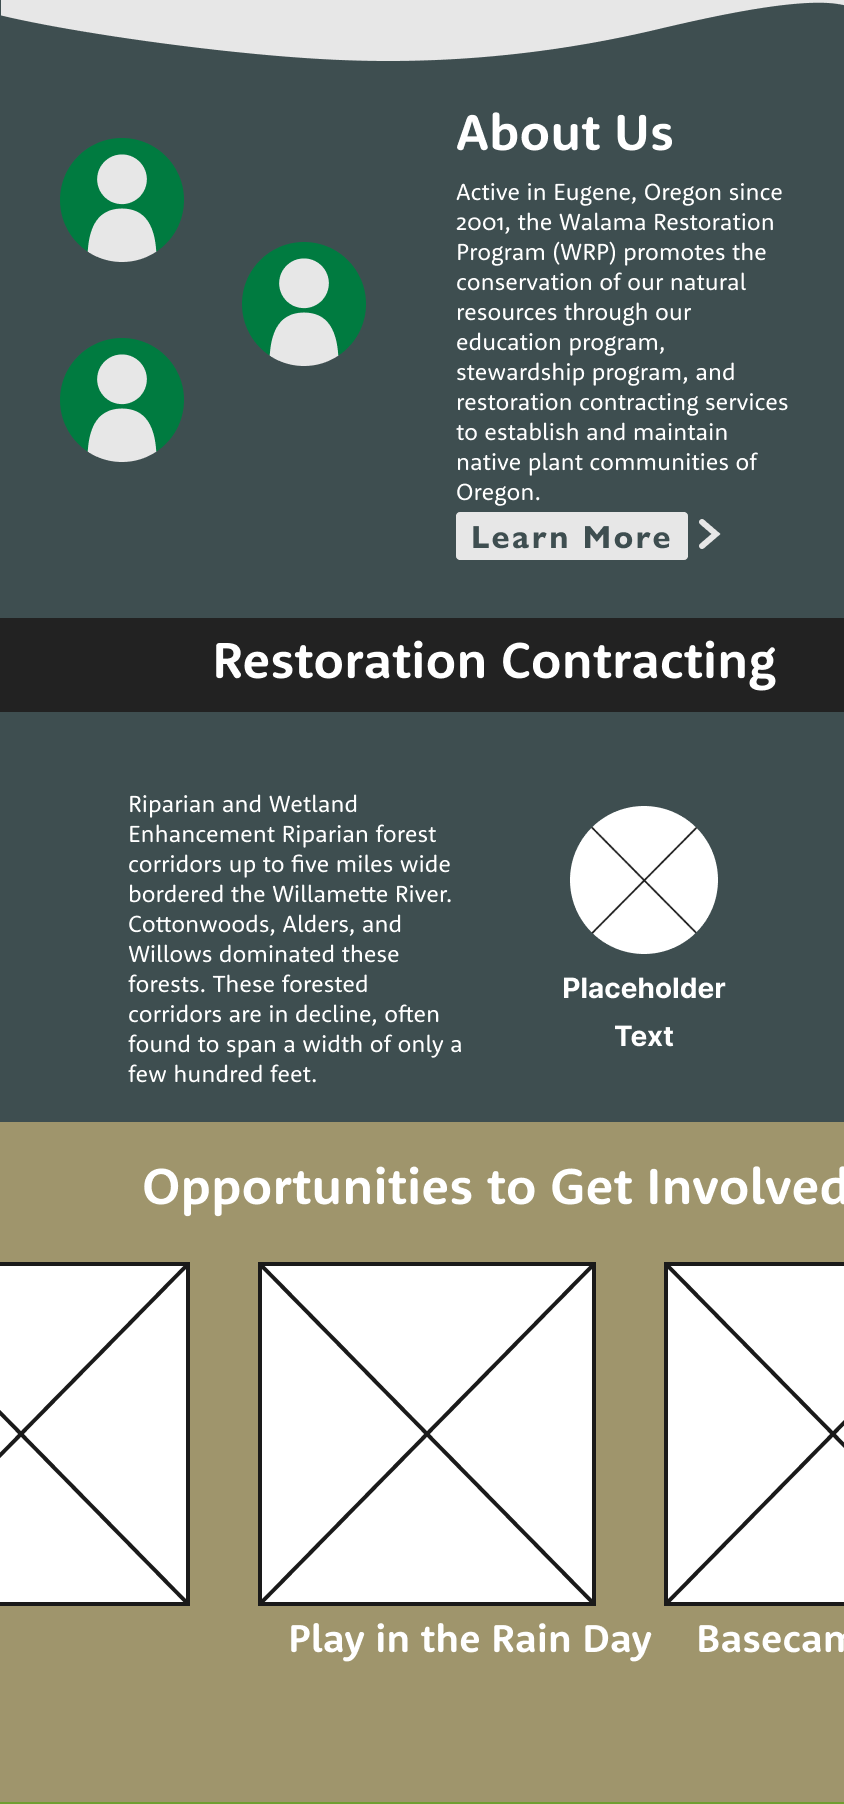 About Us
Active in Eugene, Oregon since
2001, the Walama Restoration
Program (WRP) promotes the
conservation of our natural
resources through our
education program,
stewardship program, and
restoration contracting services
to establish and maintain
native plant communities of
Oregon.
Learn More
Restoration Contracting
Riparian and Wetland
Enhancement Riparian forest
corridors up to five miles wide
bordered the Willamette River.
Cottonwoods, Alders, and
Willows dominated these
forests. These forested
corridors are in decline, often
found to span a width of only a
few hundred feet.
Placeholder
Text
Opportunities to Get Involved
Play in the Rain Day